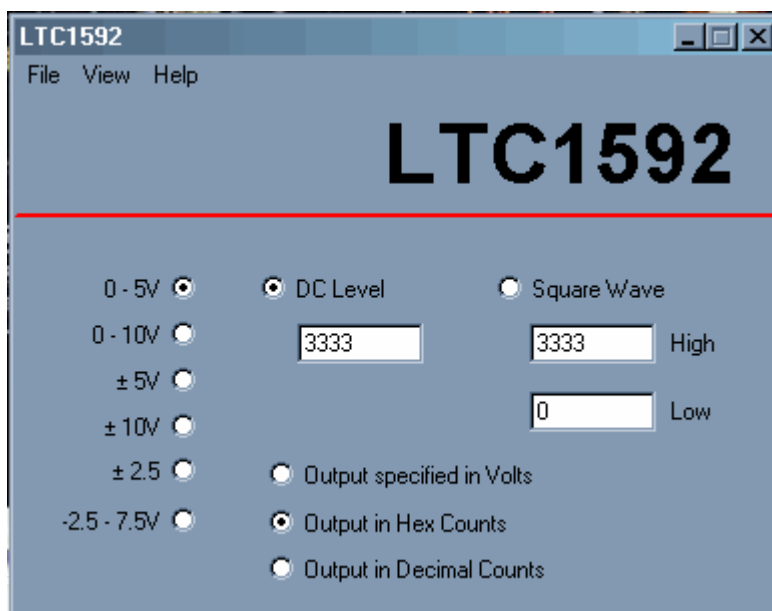 LTC1592
File View Help
LTC1592
0 - 5V
DC Level
Square Wave
0 - 10V
3333
3333 High
± 5V
± 10V
0 Low
± 2.5
Output specified in Volts
-2.5 - 7.5V
Output in Hex Counts
Output in Decimal Counts